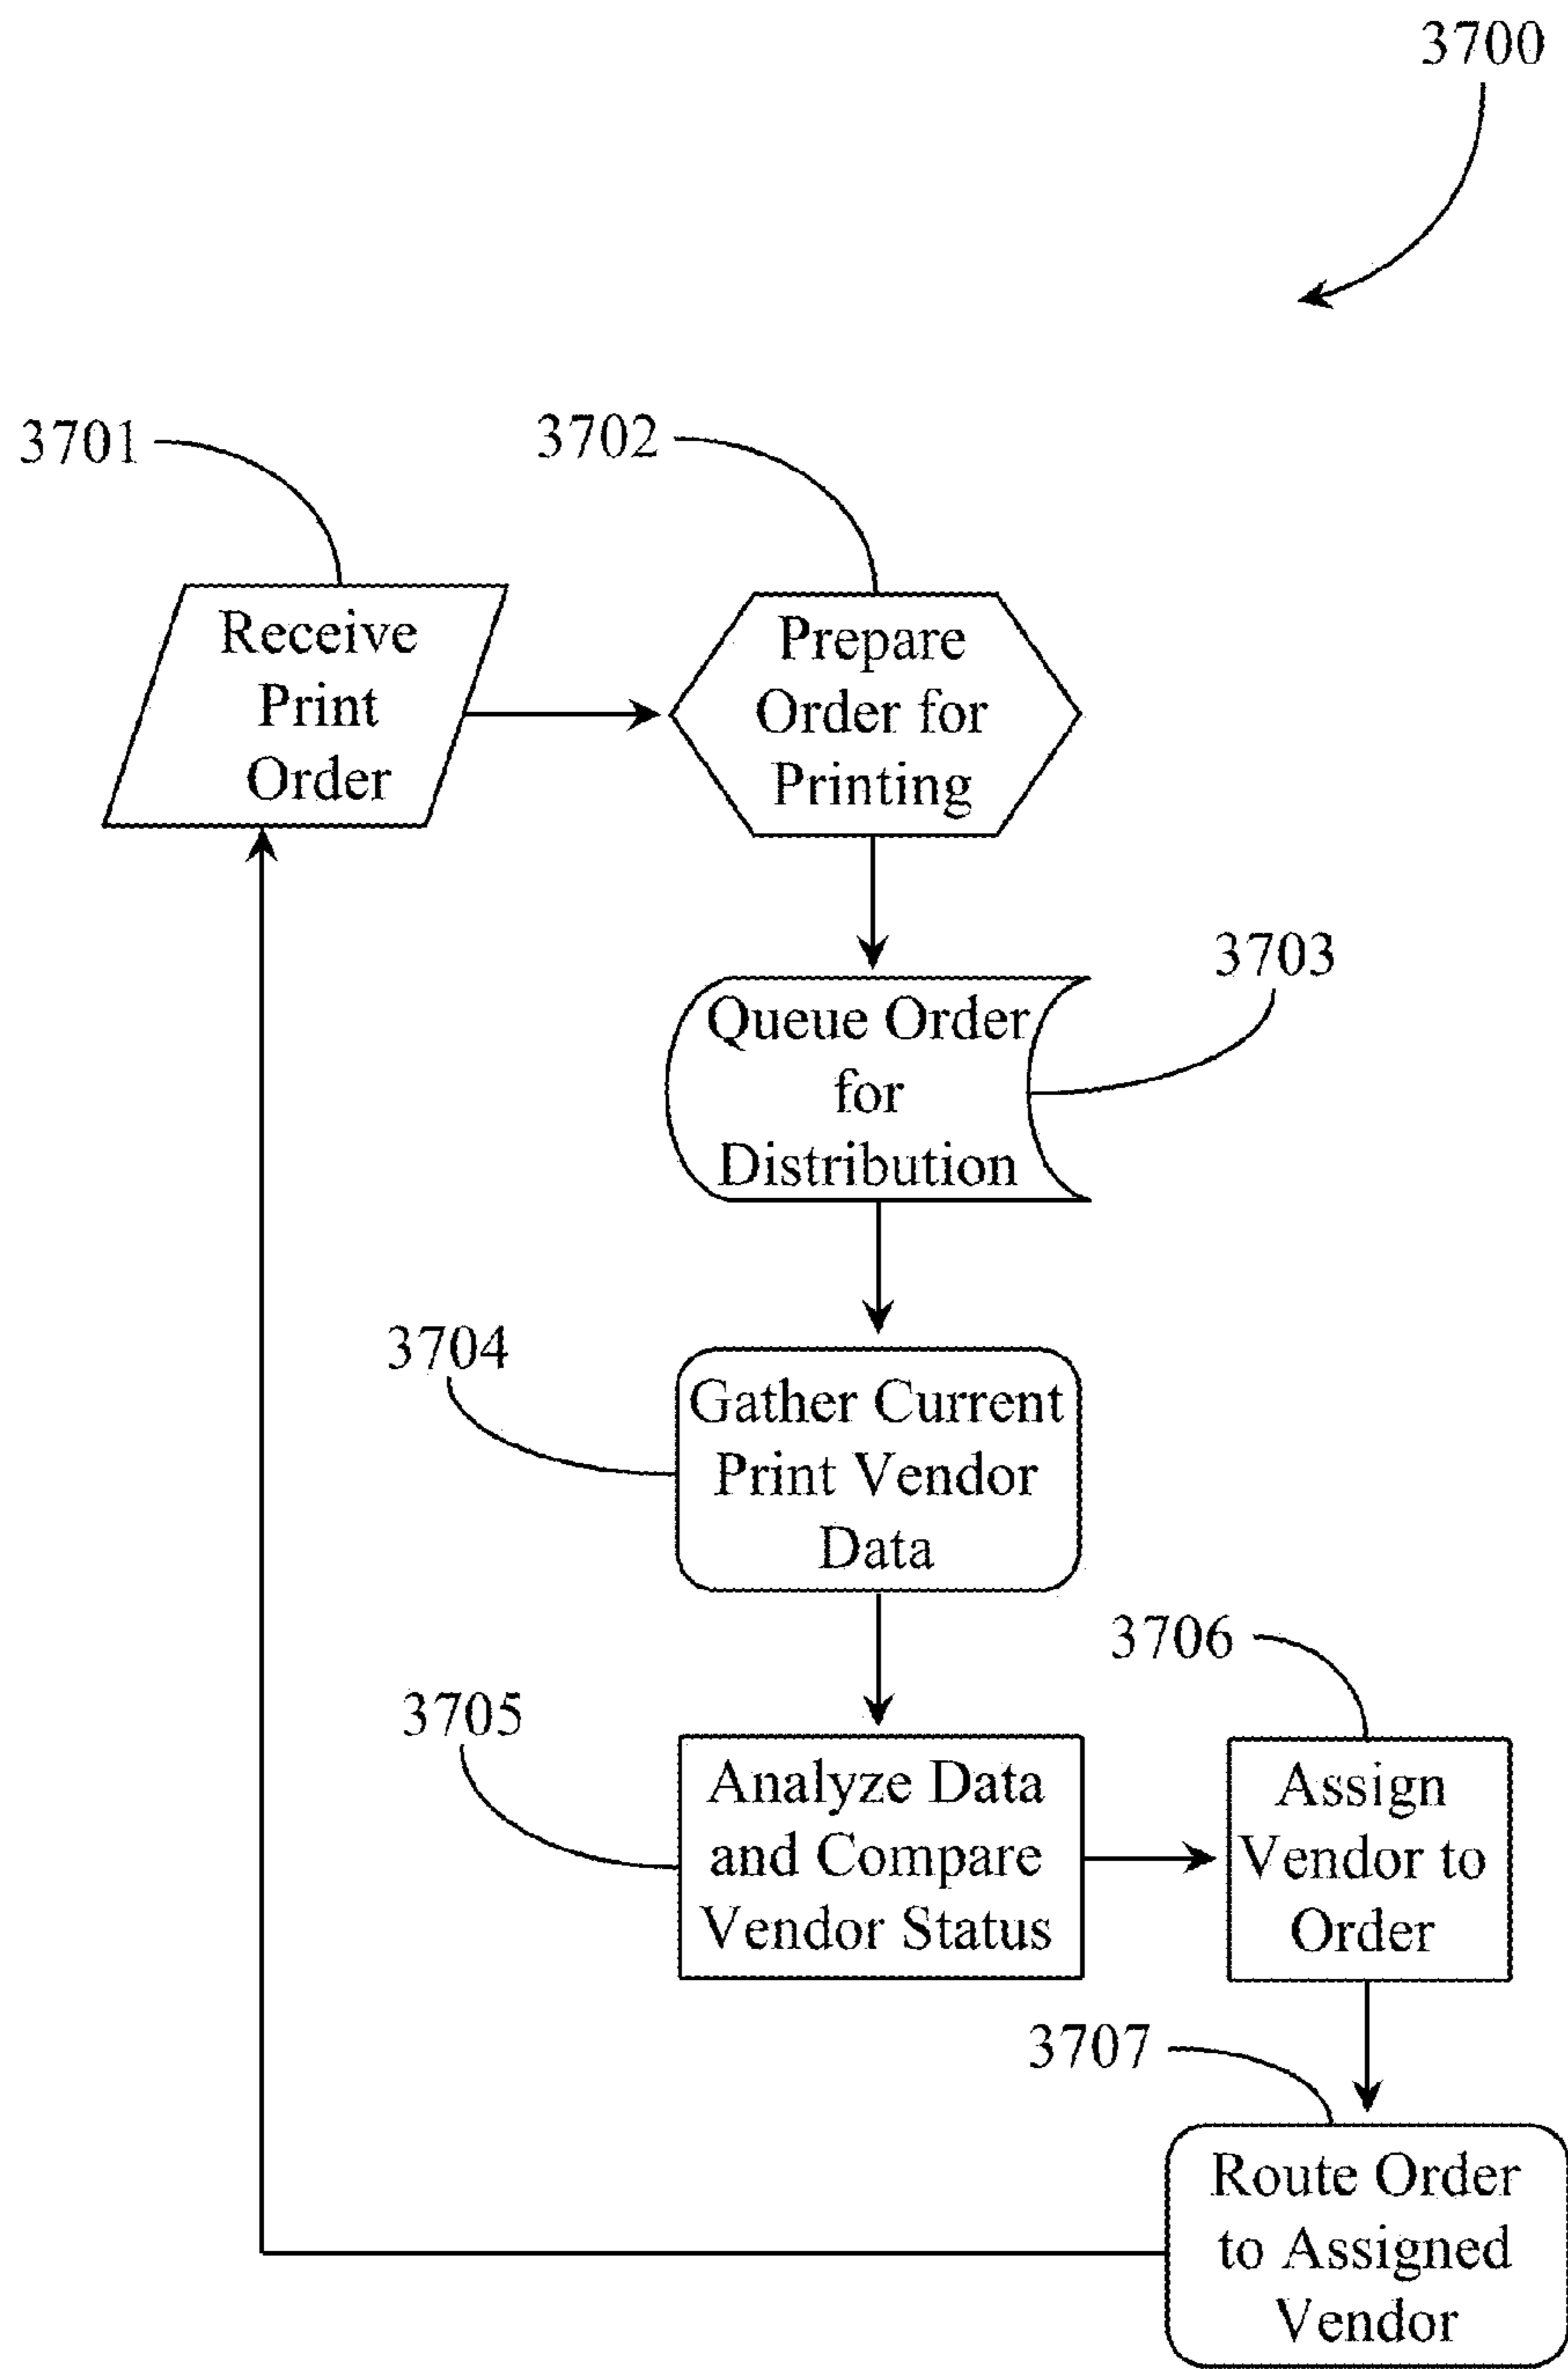 3700
3701
Receive
Print
Order
3702
Prepare
Order for
Printing
3703
Queue Order
for
Distribution
3704
Gather Current
Print Vendor
Data
3705
Analyze Data
and Compare
Vendor Status
3706
Assign
Vendor to
Order
3707
Route Order
to Assigned
Vendor